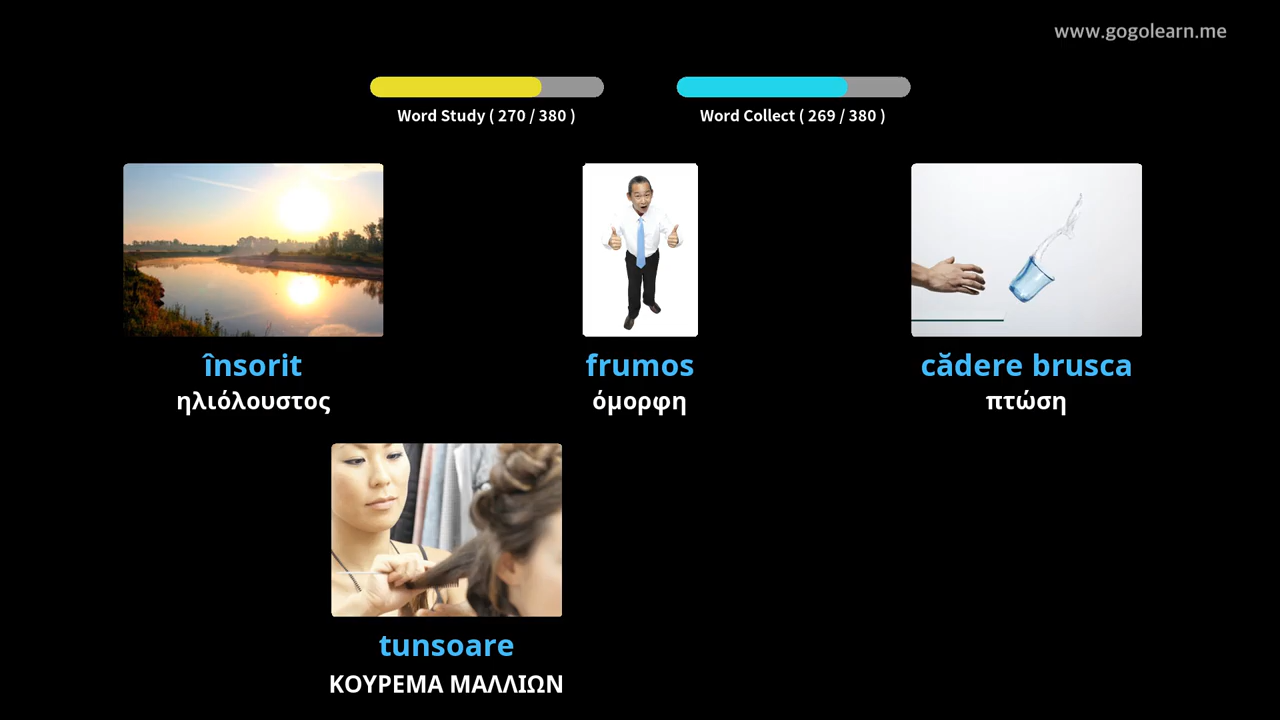 www.gogolearn.me
Word Study ( 270 / 380 )
Word Collect ( 269 / 380 )
însorit
frumos
cădere brusca
ηλιόλουστος
όμορφη
πτώση
tunsoare
ΚΟΥΡΕΜΑ ΜΑΛΛΙΩΝ